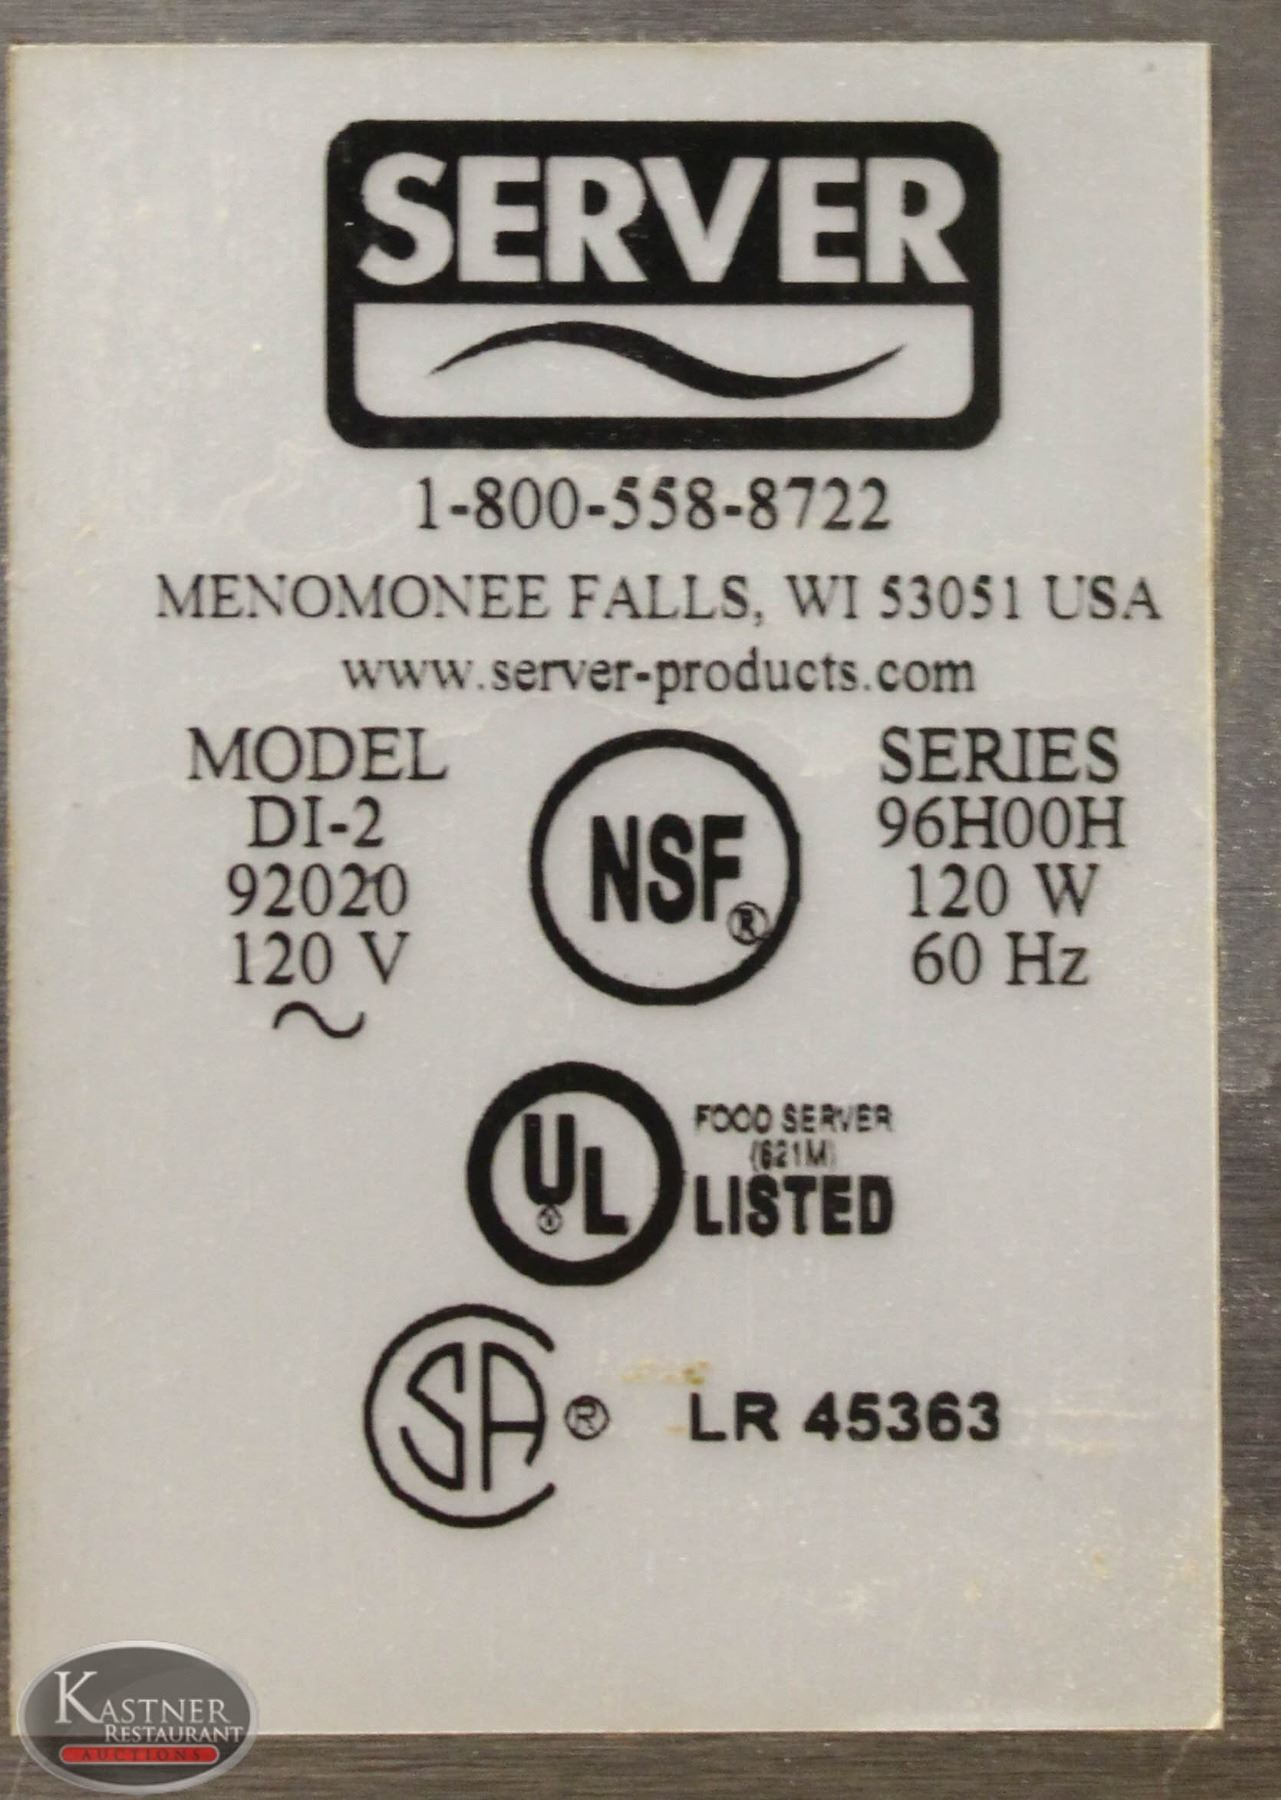 SERVER
1-800-558-8722
MENOMONEE FALLS, WI 53051 USA
www.server-products.com
MODEL
DI-2
92020
120 V
~
NSF®
SERIES
96H00H
120 W
60 Hz
UL®
FOOD SERVER
(621M)
LISTED
CSA® LR 45363
KASTNER
RESTAURANT
AUCTIONS